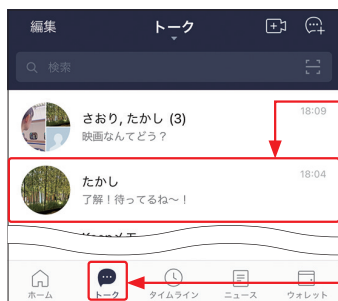 編集
トーク
検索
さおり, たかし (3)
18:09
映画なんてどう？
たかし
18:04
了解！待ってるね〜！
ホーム
トーク
タイムライン
ニュース
ウォレット